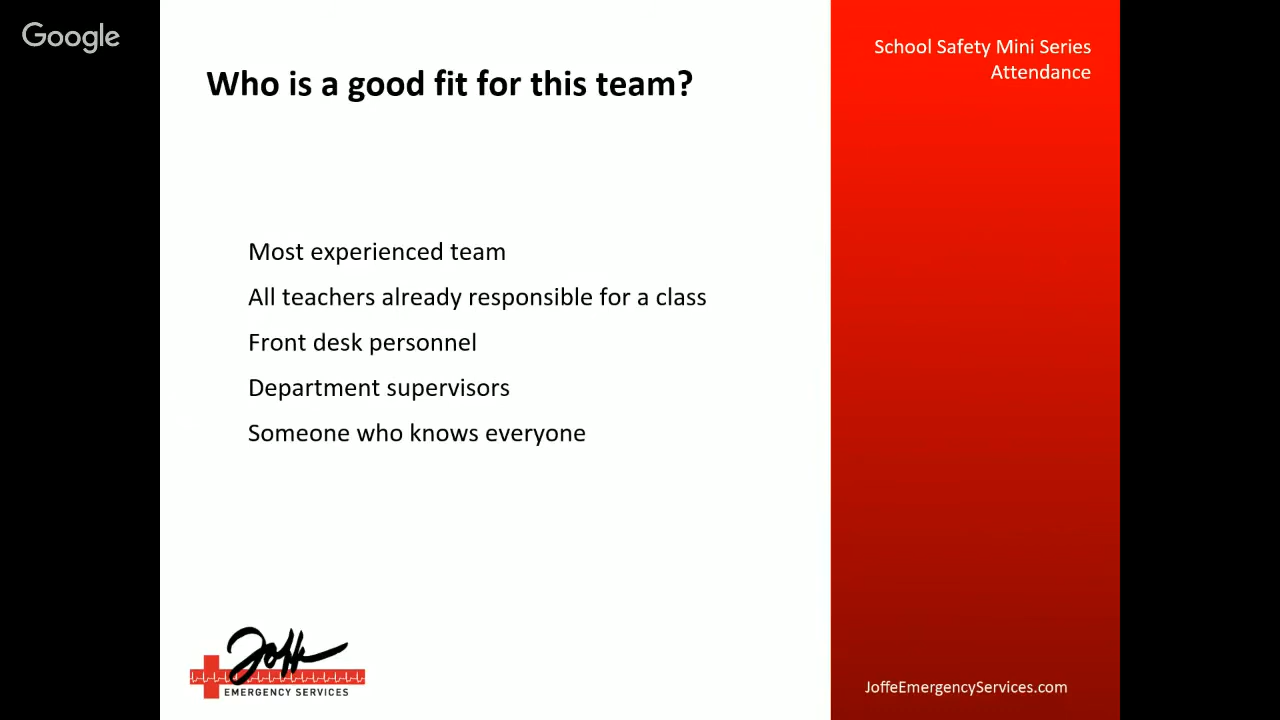 Google
School Safety Mini Series
Attendance
Who is a good fit for this team?
Most experienced team
All teachers already responsible for a class
Front desk personnel
Department supervisors
Someone who knows everyone
Joffe
EMERGENCY SERVICES
JoffeEmergencyServices.com